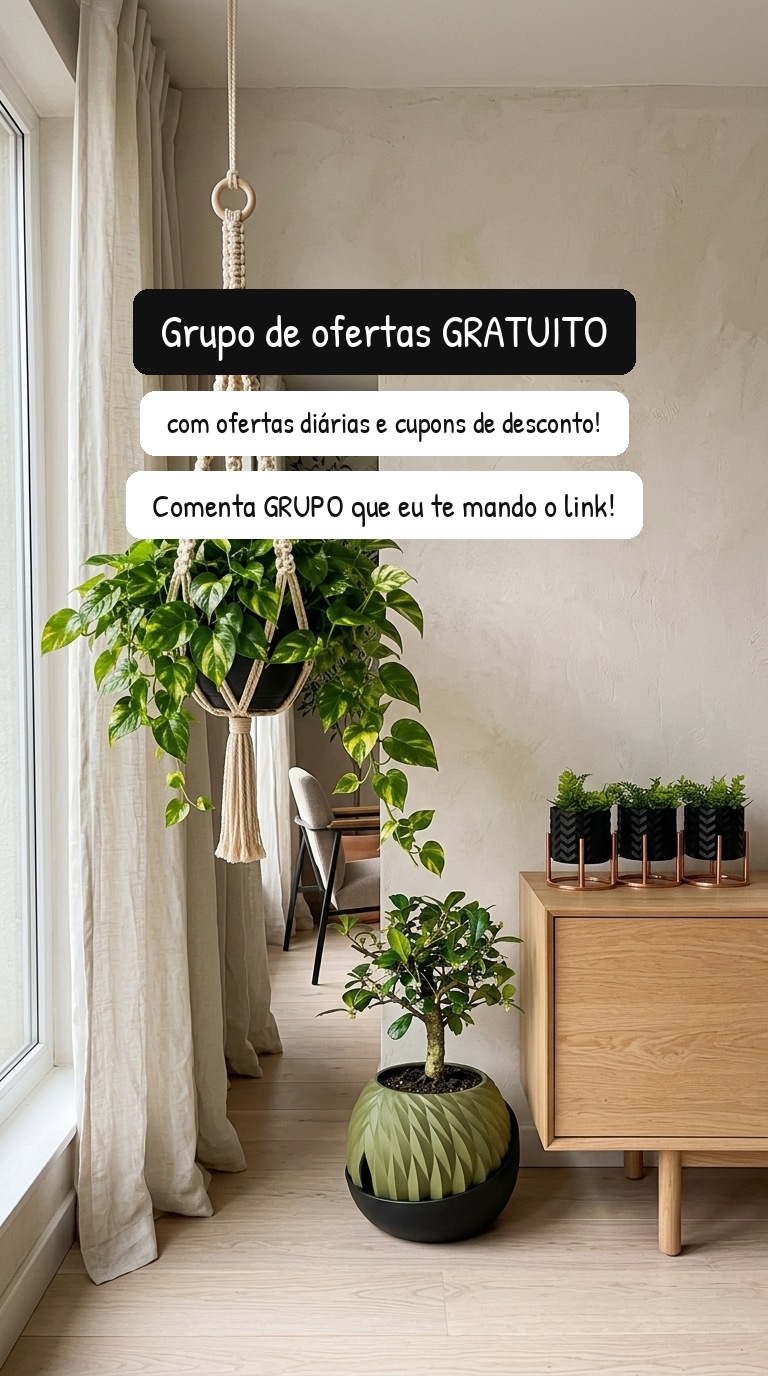 Grupo de ofertas GRATUITO
com ofertas diárias e cupons de desconto!
Comenta GRUPO que eu te mando o link!